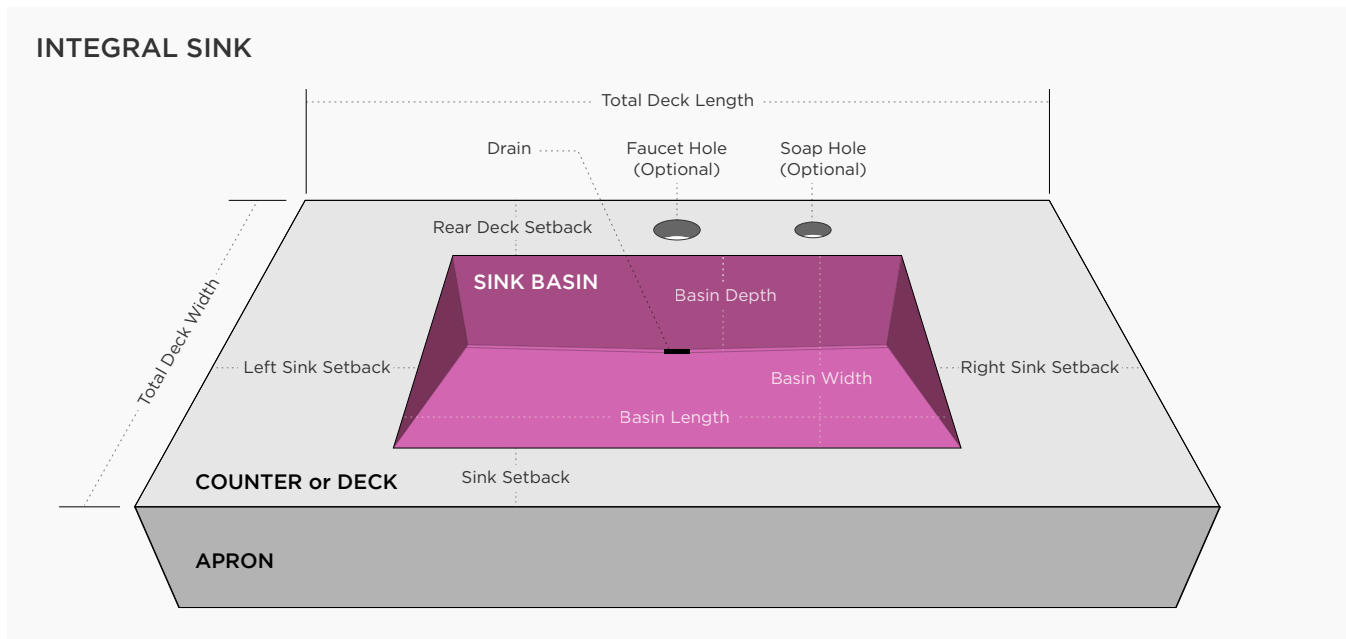 INTEGRAL SINK
Total Deck Length
Drain
Faucet Hole
(Optional)
Soap Hole
(Optional)
Rear Deck Setback
SINK BASIN
Basin Depth
Total Deck Width
Left Sink Setback
Basin Width
Right Sink Setback
Basin Length
COUNTER or DECK
Sink Setback
APRON